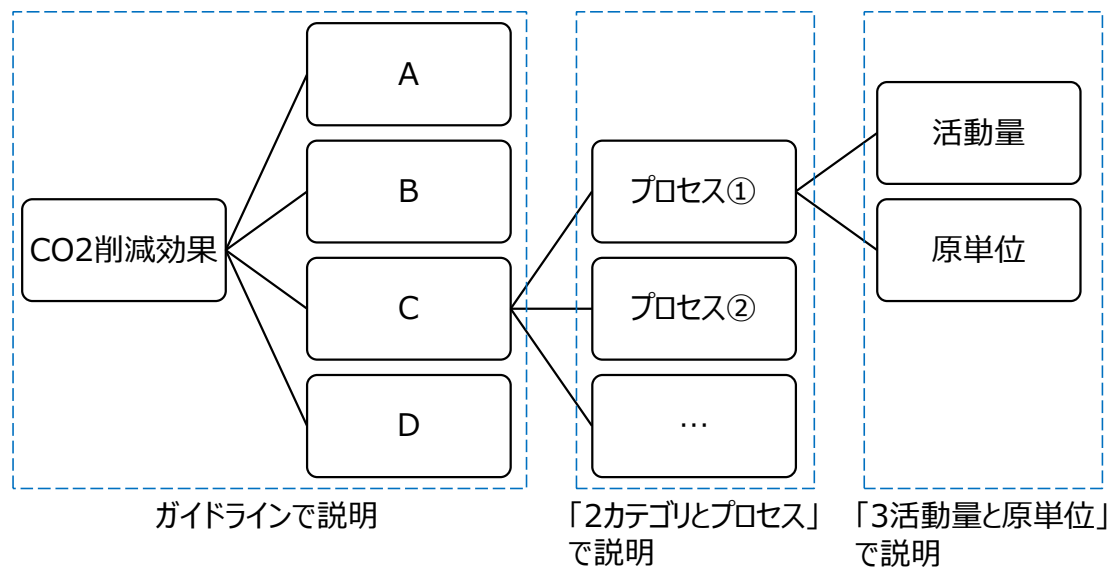 CO2削減効果
A
B
C
D
プロセス①
プロセス②
…
活動量
原単位
ガイドラインで説明
「2カテゴリとプロセス」
で説明
「3活動量と原単位」
で説明